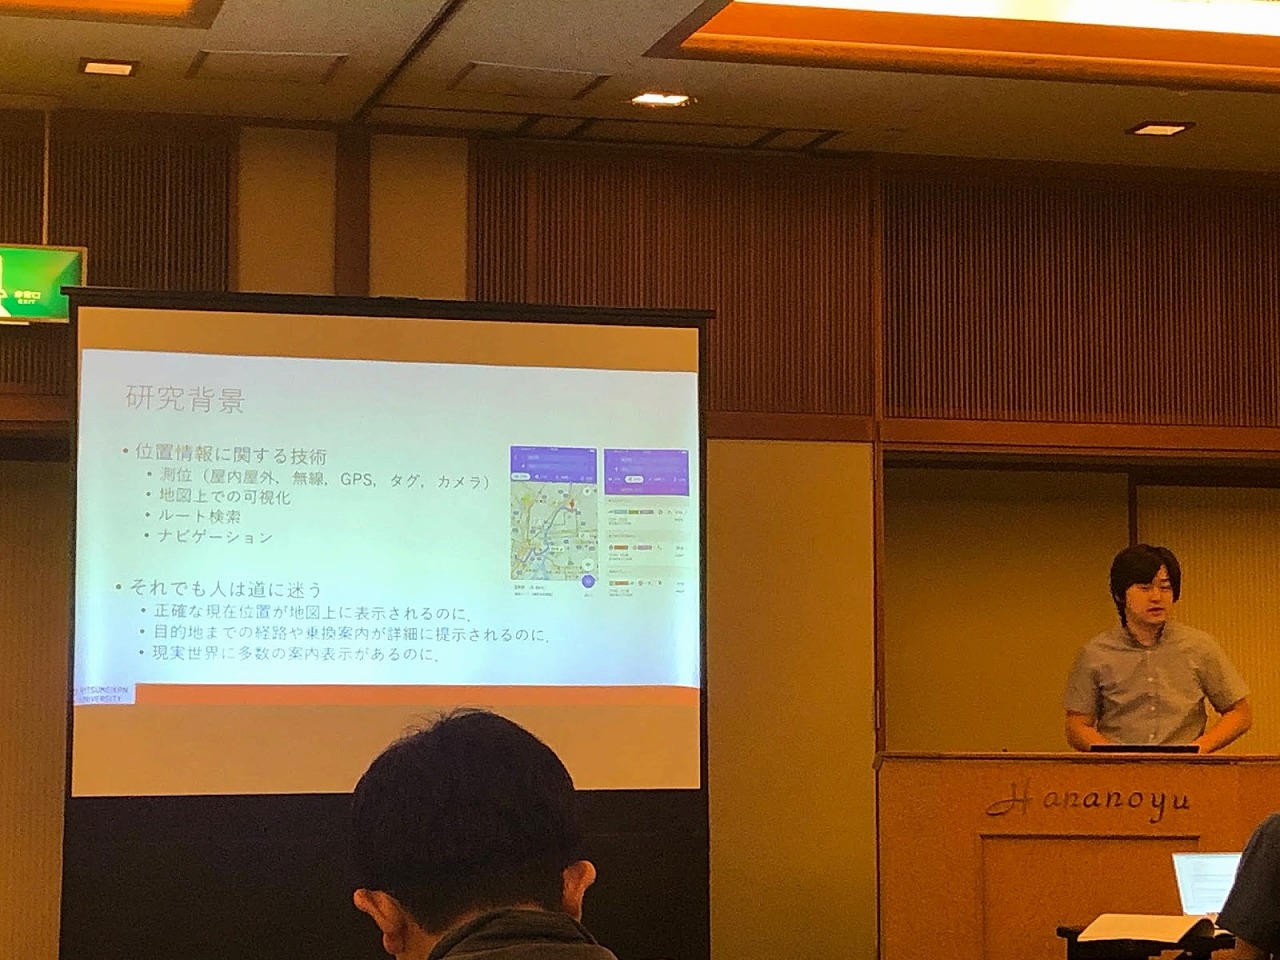 非常口
EXIT
研究背景
• 位置情報に関する技術
• 測位（屋内屋外，無線，GPS，タグ，カメラ）
• 地図上での可視化
• ルート検索
• ナビゲーション
• それでも人は道に迷う
• 正確な現在位置が地図上に表示されるのに，
• 目的地までの経路や乗換案内が詳細に提示されるのに，
• 現実世界に多数の案内表示があるのに，
RITSUMEIKAN
UNIVERSITY
Hananoyu